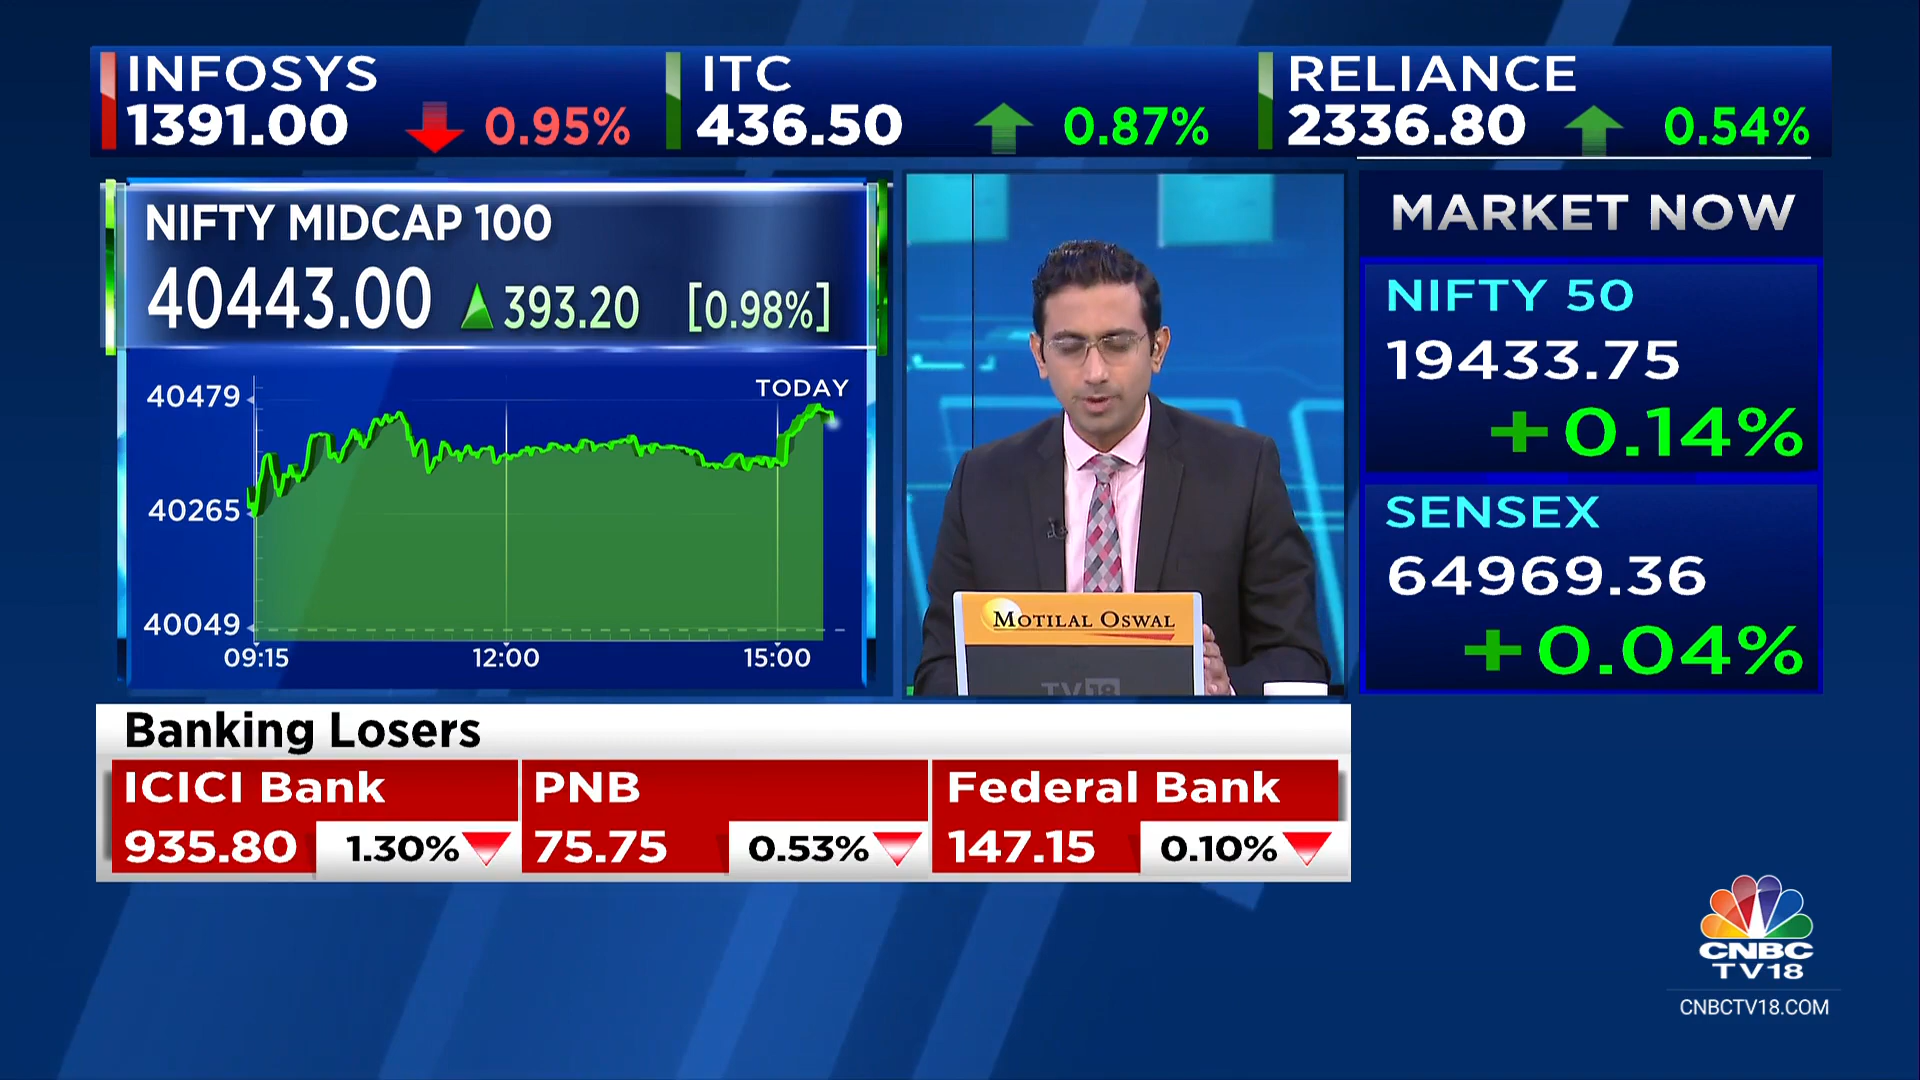 INFOSYS
1391.00 0.95%
ITC
436.50 0.87%
RELIANCE
2336.80 0.54%
NIFTY MIDCAP 100
40443.00 393.20 [0.98%]
TODAY
40479
40265
40049
09:15 12:00 15:00
MOTILAL OSWAL
TV18
MARKET NOW
NIFTY 50
19433.75
+0.14%
SENSEX
64969.36
+0.04%
Banking Losers
ICICI Bank
935.80 1.30%
PNB
75.75 0.53%
Federal Bank
147.15 0.10%
CNBC
TV18
CNBCTV18.COM